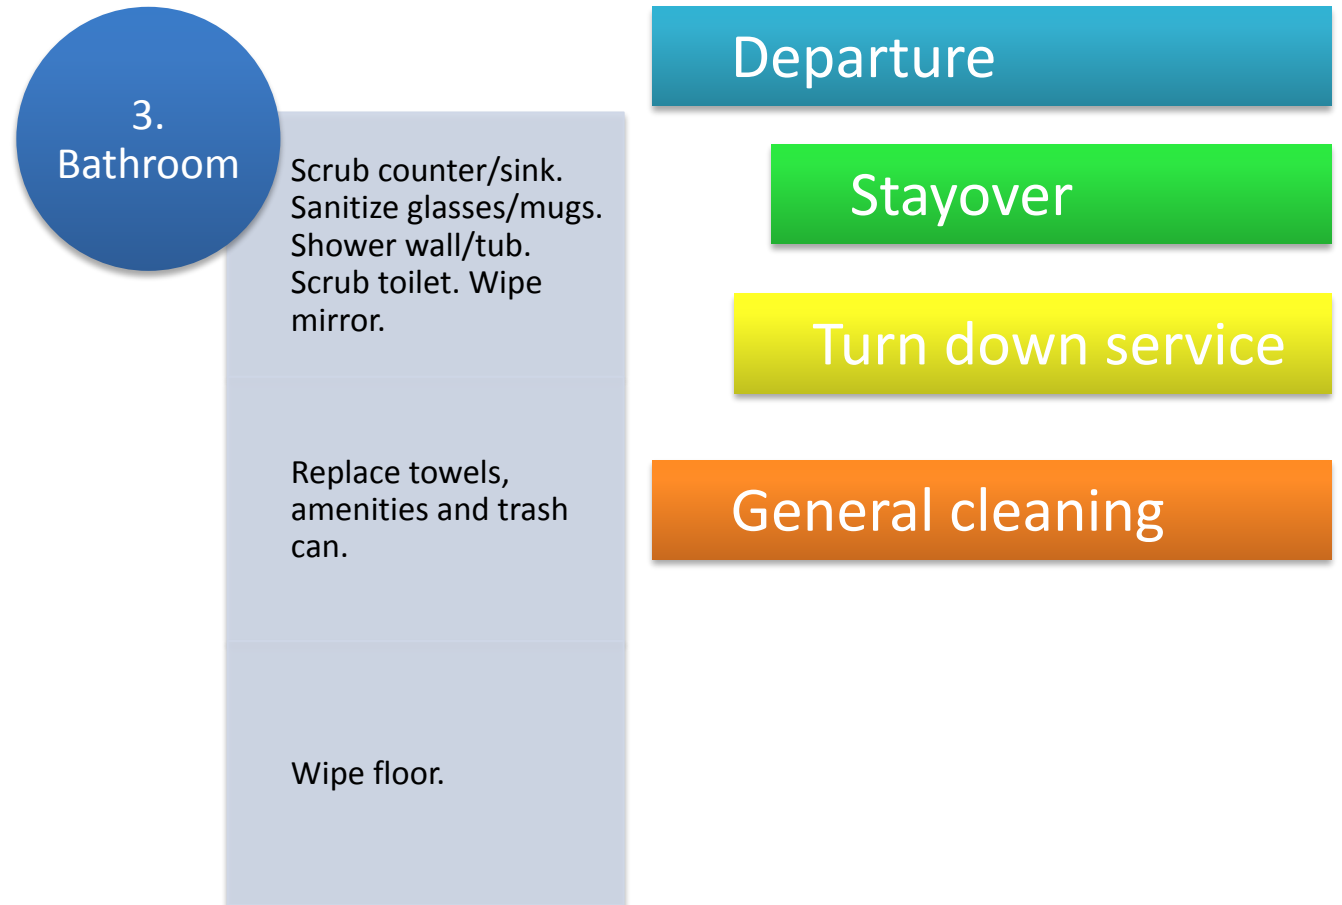 3.
Bathroom
Scrub counter/sink.
Sanitize glasses/mugs.
Shower wall/tub.
Scrub toilet. Wipe
mirror.
Replace towels,
amenities and trash
can.
Wipe floor.
Departure
Stayover
Turn down service
General cleaning